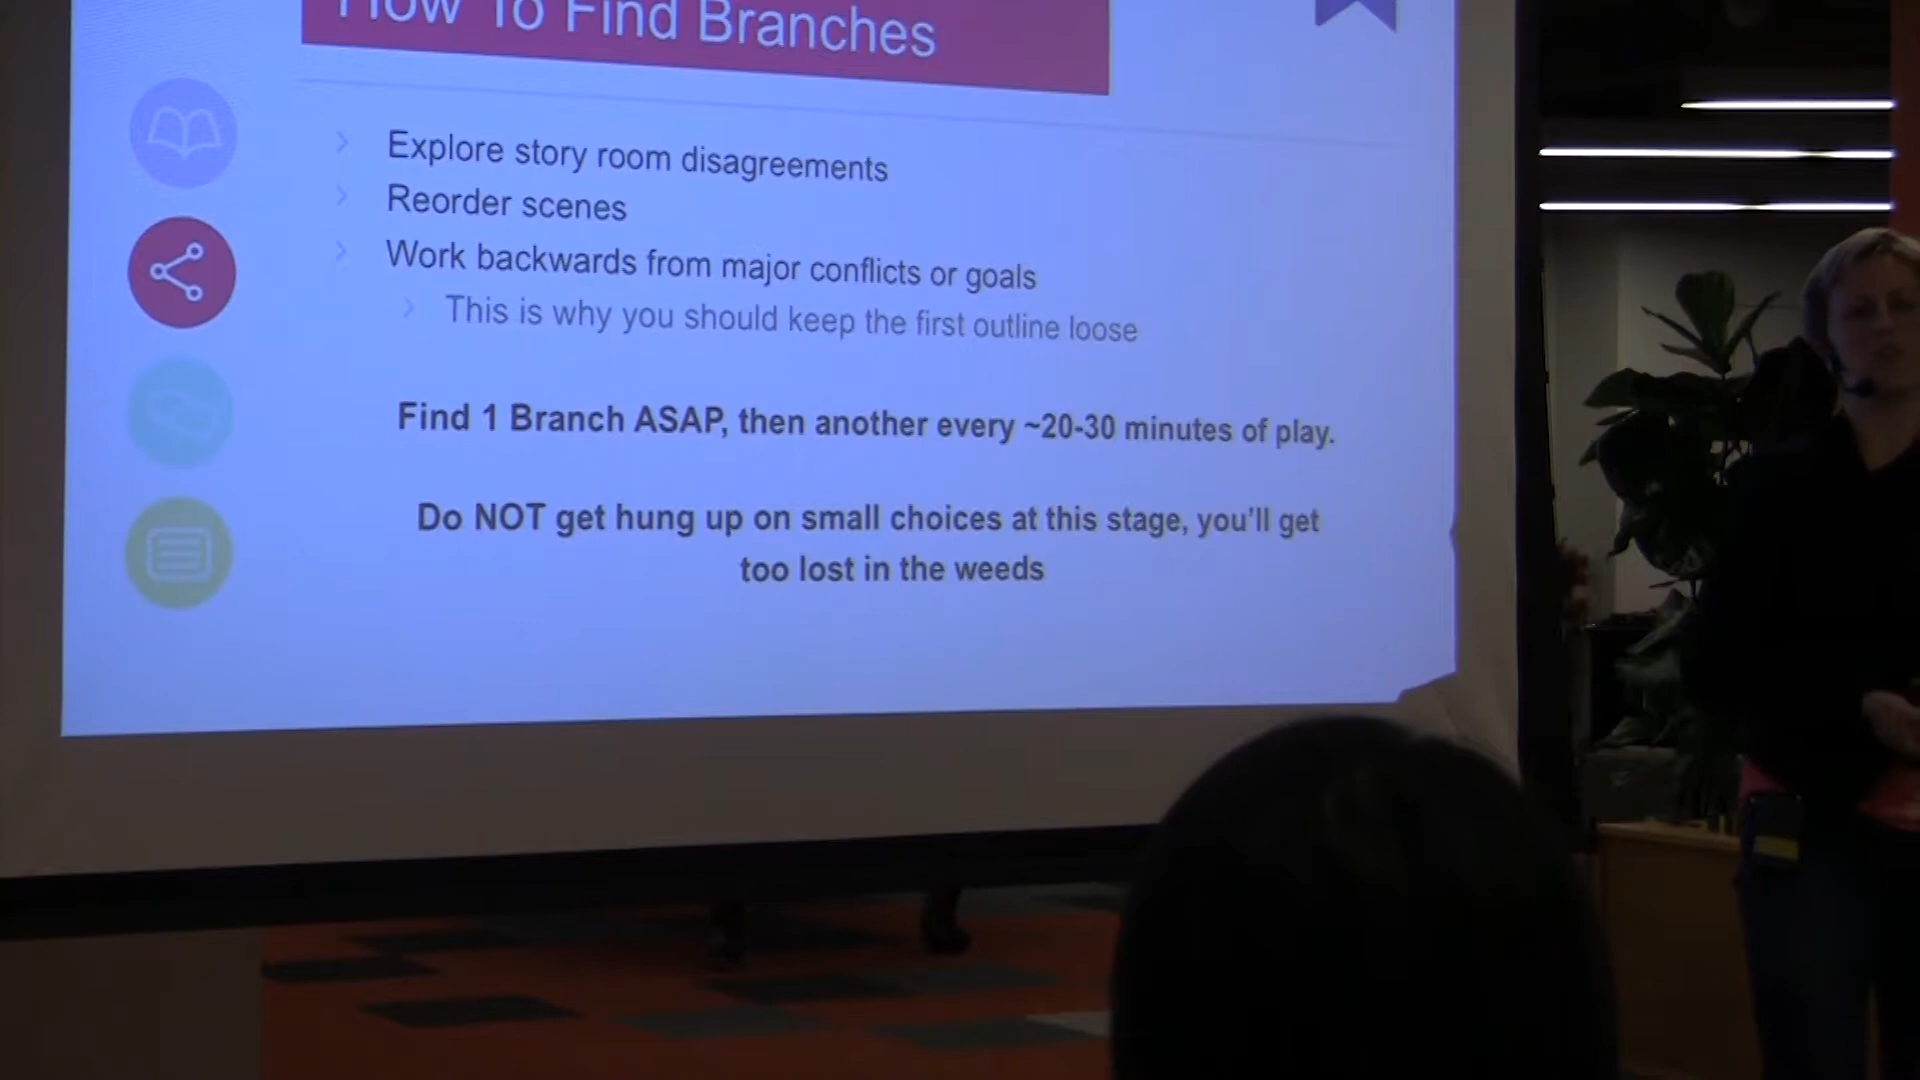 How To Find Branches
Explore story room disagreements
Reorder scenes
Work backwards from major conflicts or goals
This is why you should keep the first outline loose
Find 1 Branch ASAP, then another every ~20-30 minutes of play.
Do NOT get hung up on small choices at this stage, you'll get
too lost in the weeds